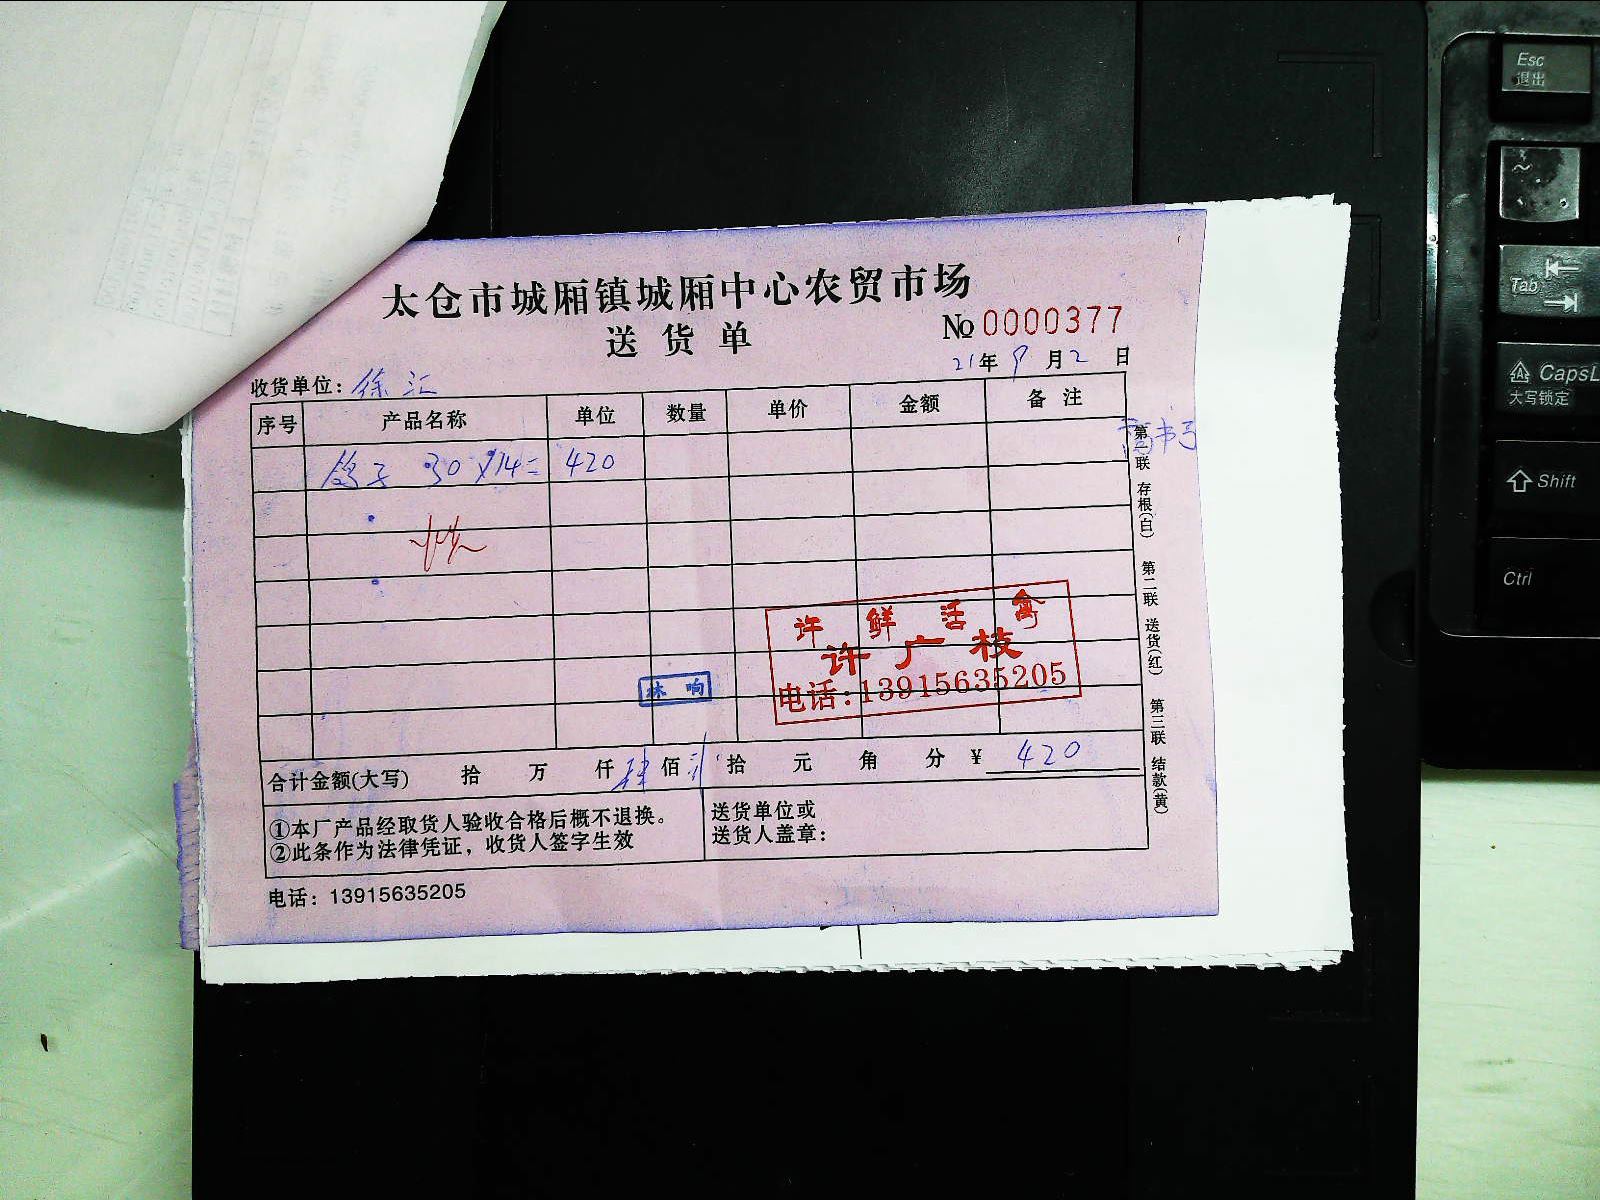 太仓市城厢镇城厢中心农贸市场
送货单
No 0000377
21年9月2日
收货单位：徐汇
序号 产品名称 单位 数量 单价 金额 备注
鸽子 30×14= 420
许鲜活禽
许广枝
电话：13915635205
林响
合计金额(大写) 拾 万 仟 肆佰 拾 元 角 分 ¥ 420
①本厂产品经取货人验收合格后概不退换。
②此条作为法律凭证，收货人签字生效
送货单位或
送货人盖章：
电话：13915635205
第一联 存根(白) 第二联 送货(红) 第三联 结款(黄)
Esc
退出
~
Tab
CapsL
大写锁定
Shift
Ctrl